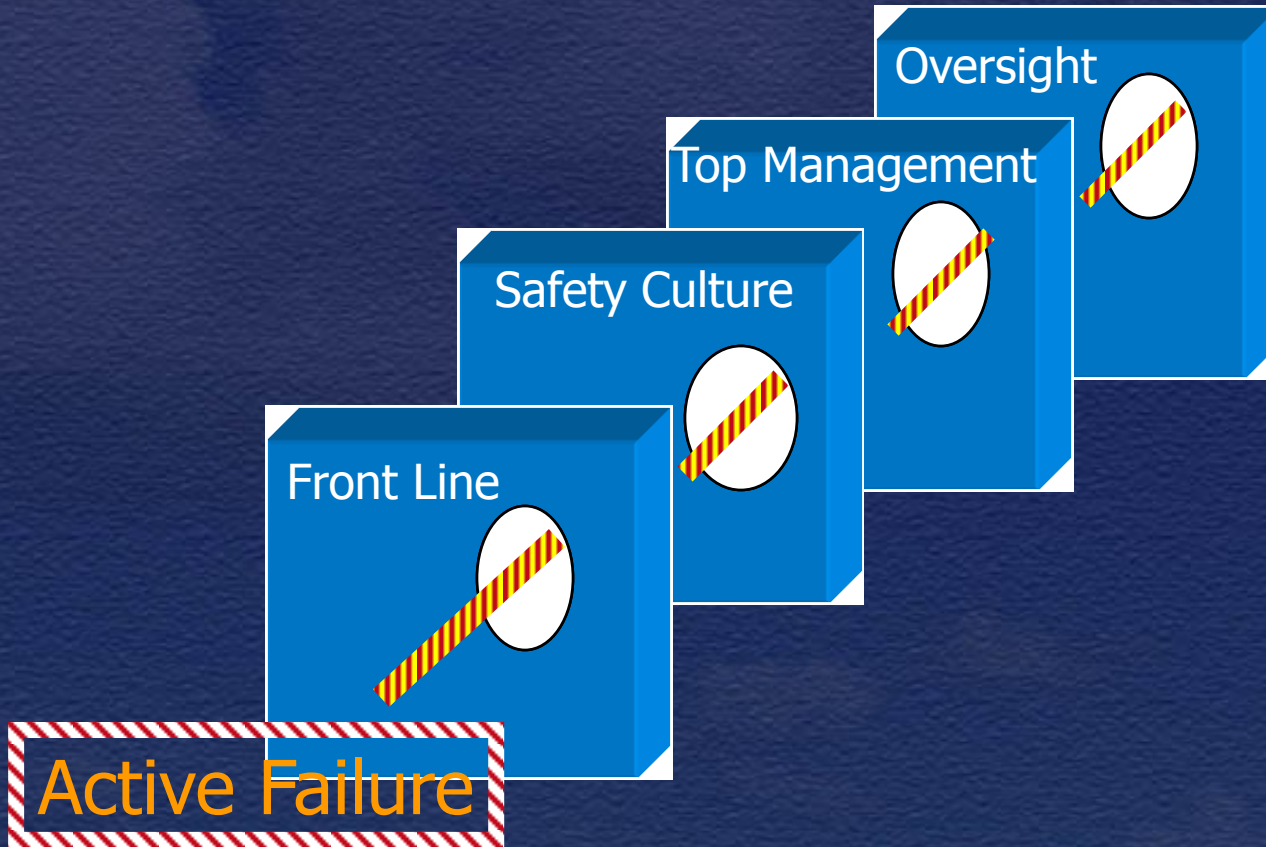 Oversight
Top Management
Safety Culture
Front Line
Active Failure